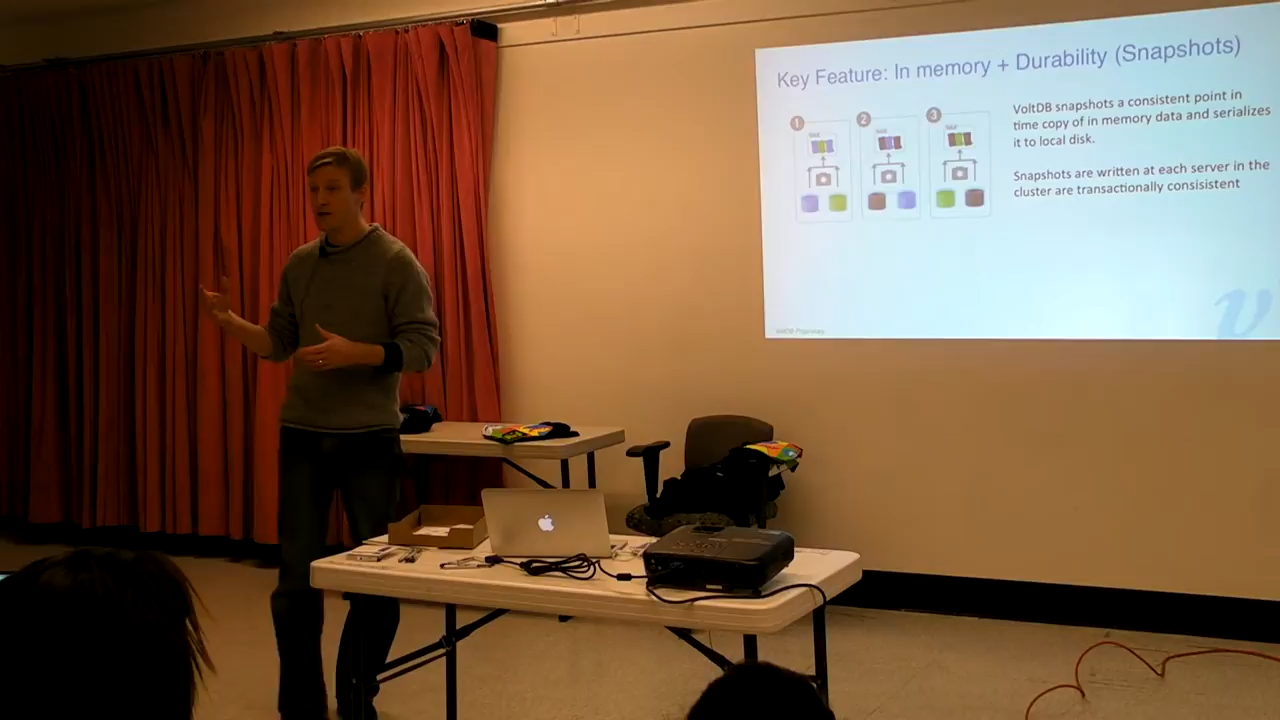 Key Feature: In memory + Durability (Snapshots)
1
2
3
VoltDB snapshots a consistent point in
time copy of in memory data and serializes
it to local disk.
Snapshots are written at each server in the
cluster are transactionally consisistent
VoltDB Proprietary